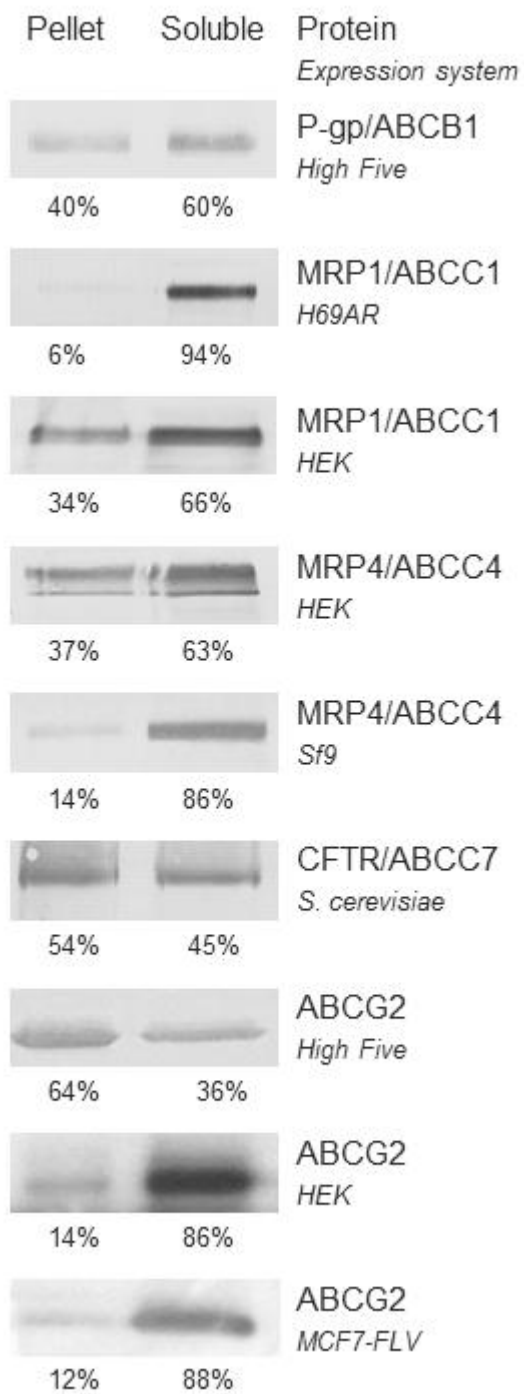 Pellet Soluble Protein
Expression system
P-gp/ABCB1
High Five
40% 60%
MRP1/ABCC1
H69AR
6% 94%
MRP1/ABCC1
HEK
34% 66%
MRP4/ABCC4
HEK
37% 63%
MRP4/ABCC4
Sf9
14% 86%
CFTR/ABCC7
S. cerevisiae
54% 45%
ABCG2
High Five
64% 36%
ABCG2
HEK
14% 86%
ABCG2
MCF7-FLV
12% 88%